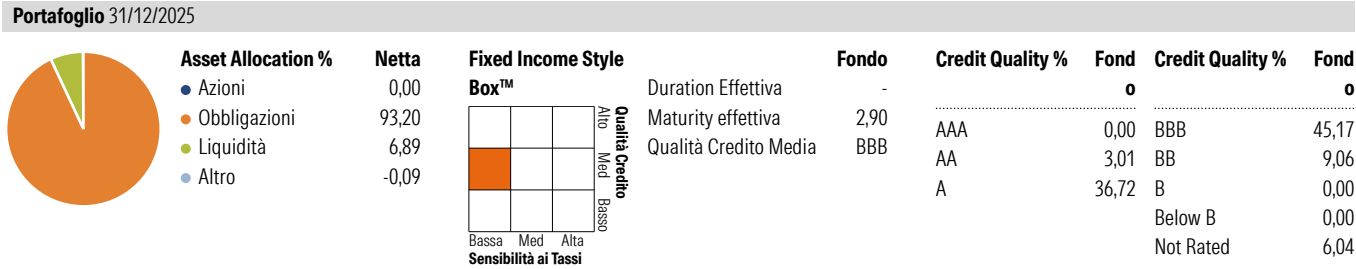 Portafoglio 31/12/2025
Asset Allocation % Netta
Azioni 0,00
Obbligazioni 93,20
Liquidità 6,89
Altro -0,09
Fixed Income Style
Box™
Alto Med Basso
Qualità Credito
Bassa Med Alta
Sensibilità ai Tassi
Fondo
Duration Effettiva -
Maturity effettiva 2,90
Qualità Credito Media BBB
Credit Quality % Fond
o
AAA 0,00
AA 3,01
A 36,72
Credit Quality % Fond
o
BBB 45,17
BB 9,06
B 0,00
Below B 0,00
Not Rated 6,04